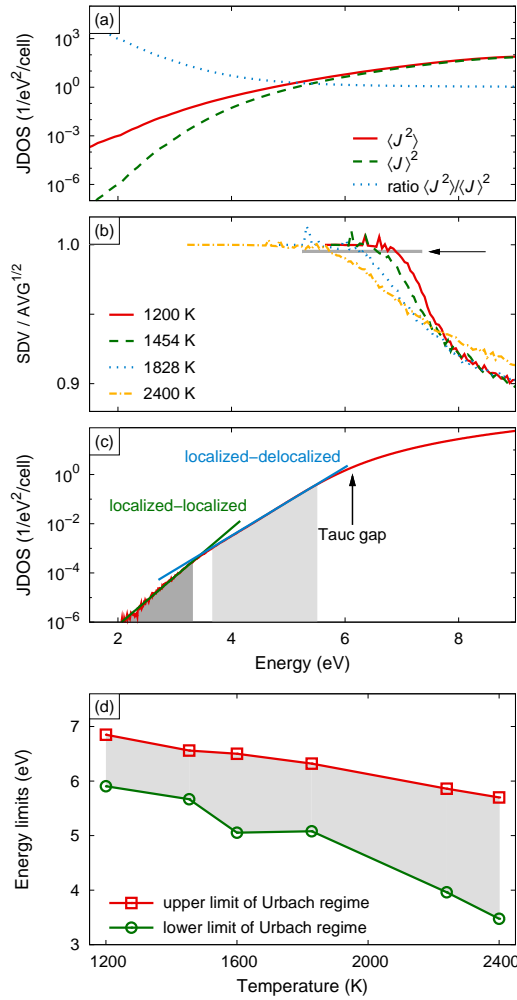 (a)
JDOS (1/eV²/cell)
10³
10⁰
10⁻³
10⁻⁶
⟨J²⟩
⟨J⟩²
ratio ⟨J²⟩/⟨J⟩²
(b)
SDV / AVG^{1/2}
1.0
0.9
1200 K
1454 K
1828 K
2400 K
(c)
JDOS (1/eV²/cell)
10⁰
10⁻²
10⁻⁴
10⁻⁶
localized–delocalized
localized–localized
Tauc gap
2 4 6 8
Energy (eV)
(d)
Energy limits (eV)
7
6
5
4
3
upper limit of Urbach regime
lower limit of Urbach regime
1200 1600 2000 2400
Temperature (K)